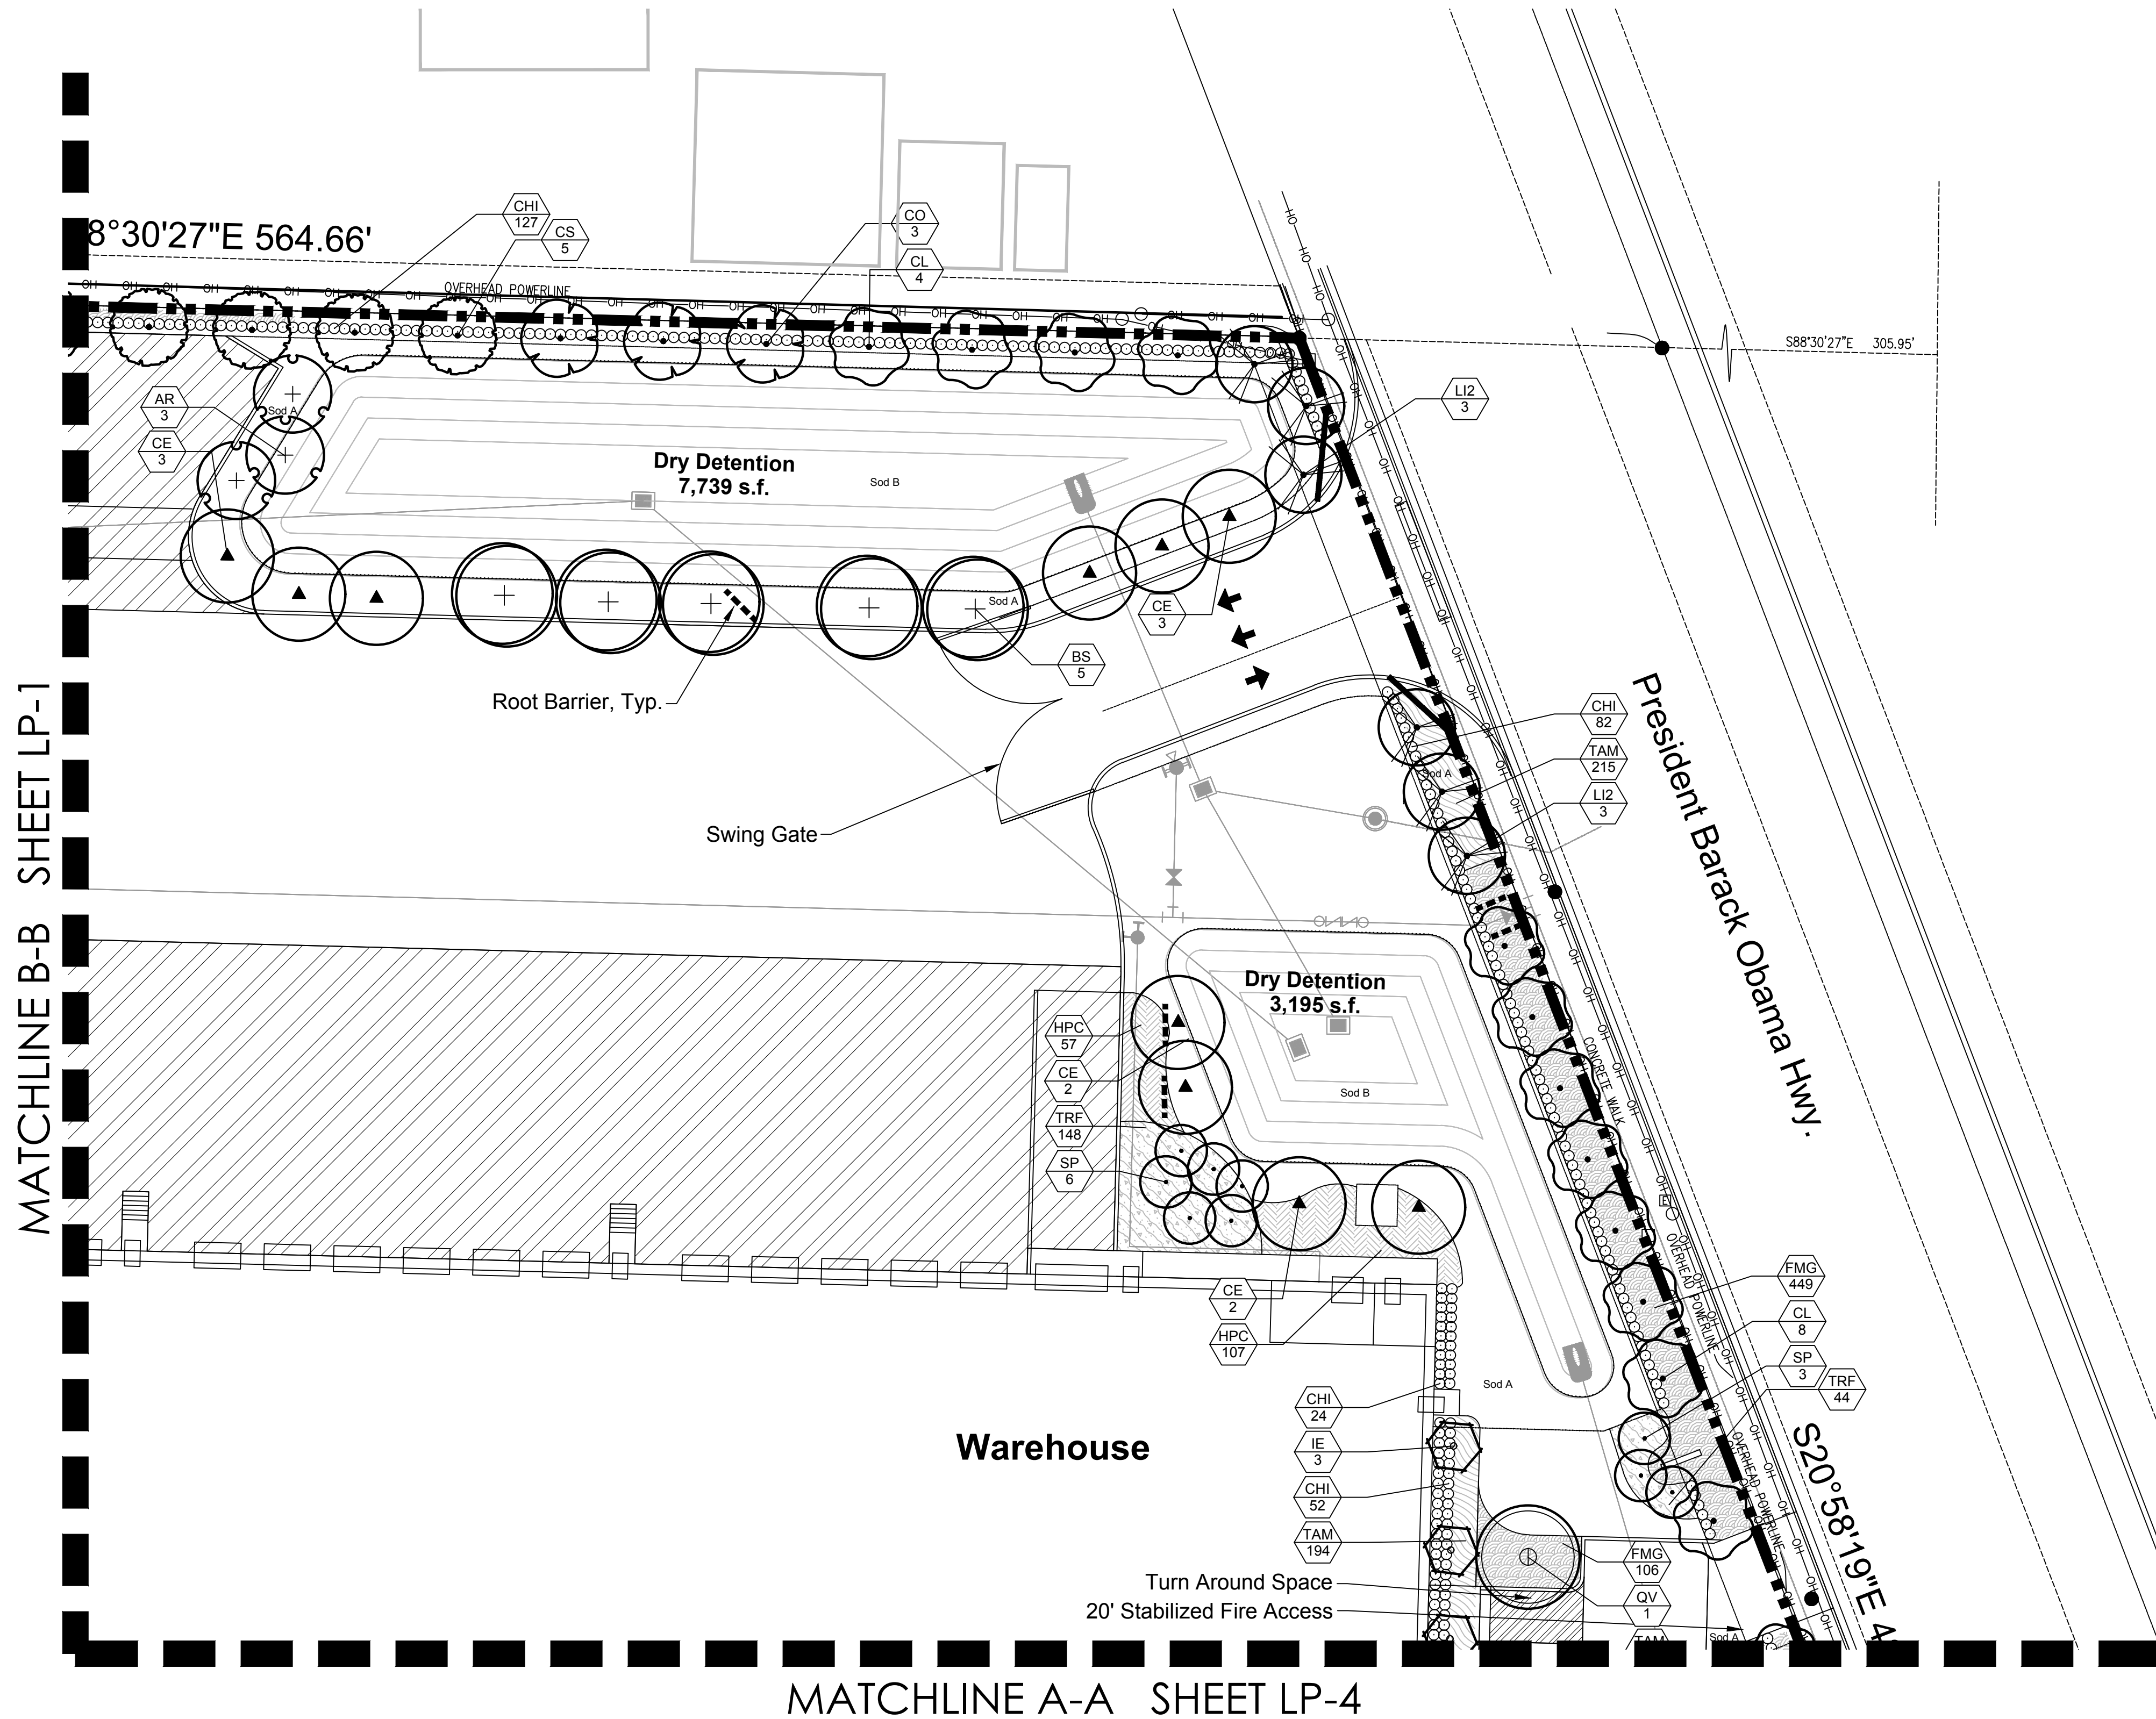 8°30'27"E 564.66'
CHI
127
CS
5
CO
3
CL
4
OVERHEAD POWERLINE
S88°30'27"E 305.95'
AR
3
CE
3
Sod A
Dry Detention
7,739 s.f.
Sod B
LI2
3
Sod A
CE
3
BS
5
Root Barrier, Typ.
Swing Gate
CHI
82
TAM
215
LI2
3
Sod A
President Barack Obama Hwy.
MATCHLINE B-B SHEET LP-1
Dry Detention
3,195 s.f.
Sod B
HPC
57
CE
2
TRF
148
SP
6
CONCRETE WALK
E
OVERHEAD POWERLINE
CE
2
HPC
107
FMG
449
CL
8
SP
3
TRF
44
Sod A
Warehouse
CHI
24
IE
3
CHI
52
TAM
194
OVERHEAD POWERLINE
S20°58'19"E 4
FMG
106
QV
1
TAM
Turn Around Space
20' Stabilized Fire Access
Sod A
MATCHLINE A-A SHEET LP-4